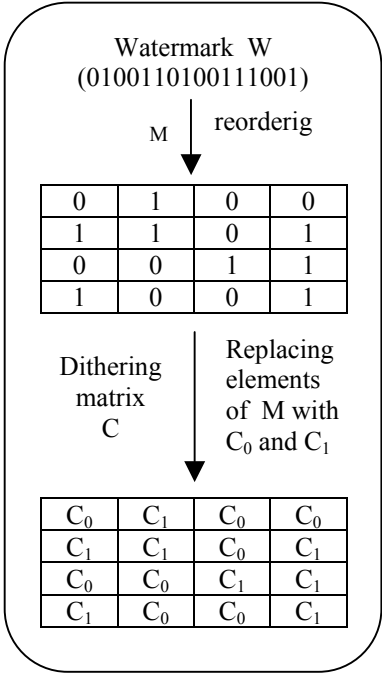 Watermark W
(0100110100111001)
M
reorderig
0 1 0 0
1 1 0 1
0 0 1 1
1 0 0 1
Dithering
matrix
C
Replacing
elements
of M with
C₀ and C₁
C₀ C₁ C₀ C₀
C₁ C₁ C₀ C₁
C₀ C₀ C₁ C₁
C₁ C₀ C₀ C₁